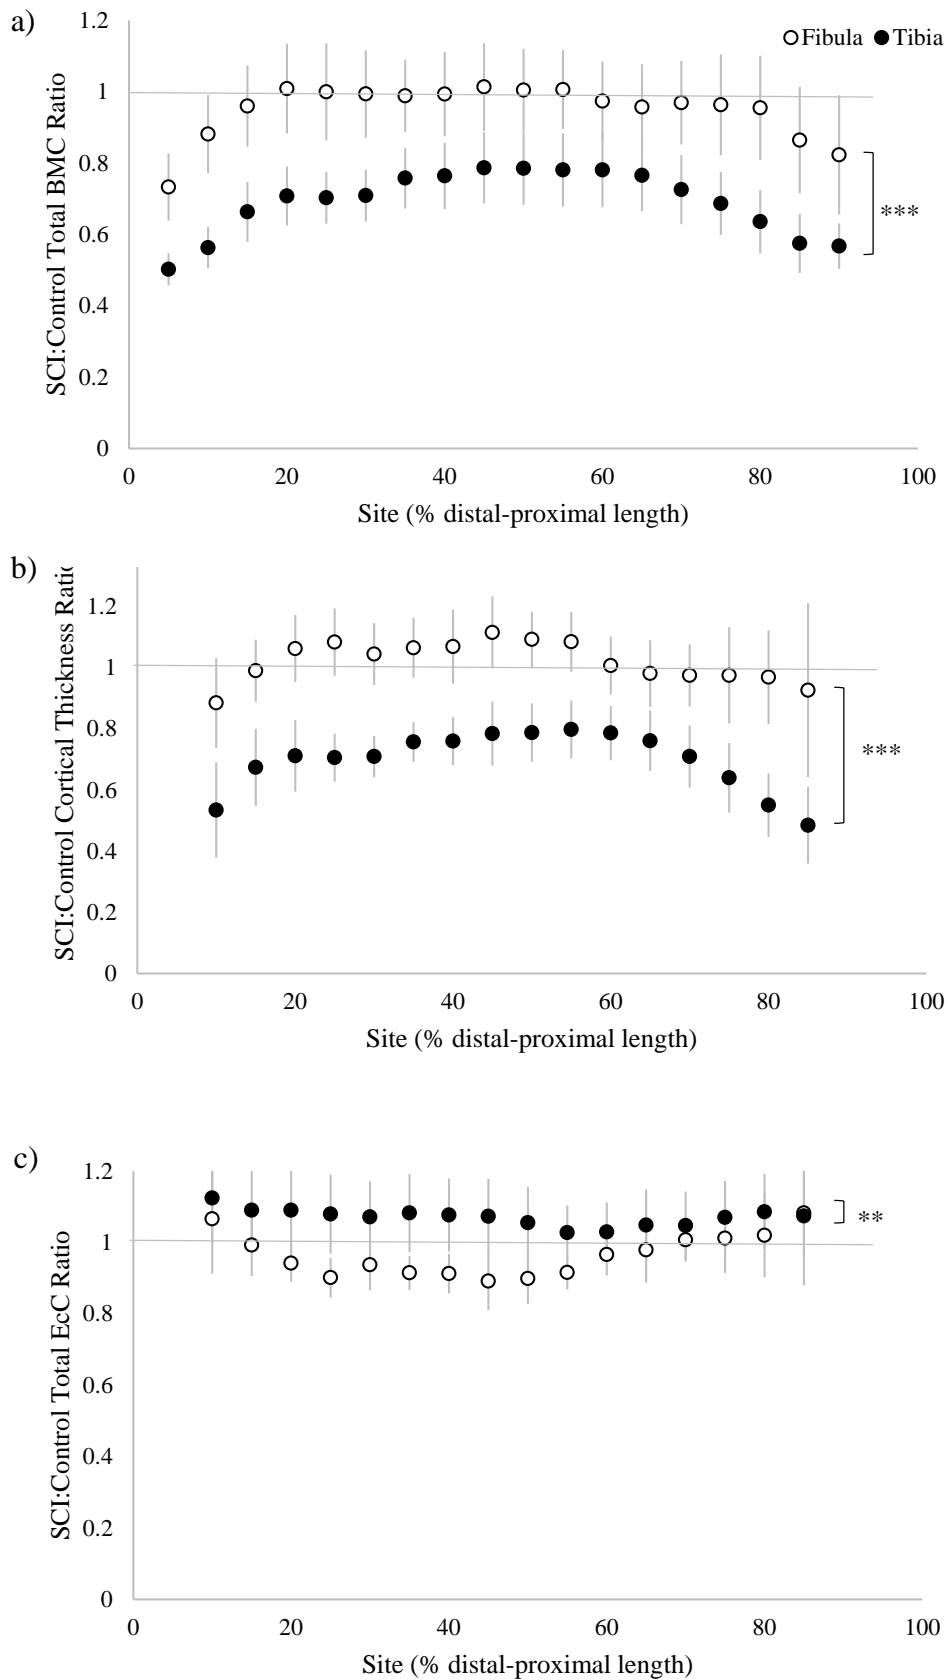 a)
Fibula Tibia
SCI:Control Total BMC Ratio
1.2
1
0.8
0.6
0.4
0.2
0
***
0 20 40 60 80 100
Site (% distal-proximal length)
b)
SCI:Control Cortical Thickness Ratio
1.2
1
0.8
0.6
0.4
0.2
0
***
0 20 40 60 80 100
Site (% distal-proximal length)
c)
SCI:Control Total EcC Ratio
1.2
1
0.8
0.6
0.4
0.2
0
**
0 20 40 60 80 100
Site (% distal-proximal length)